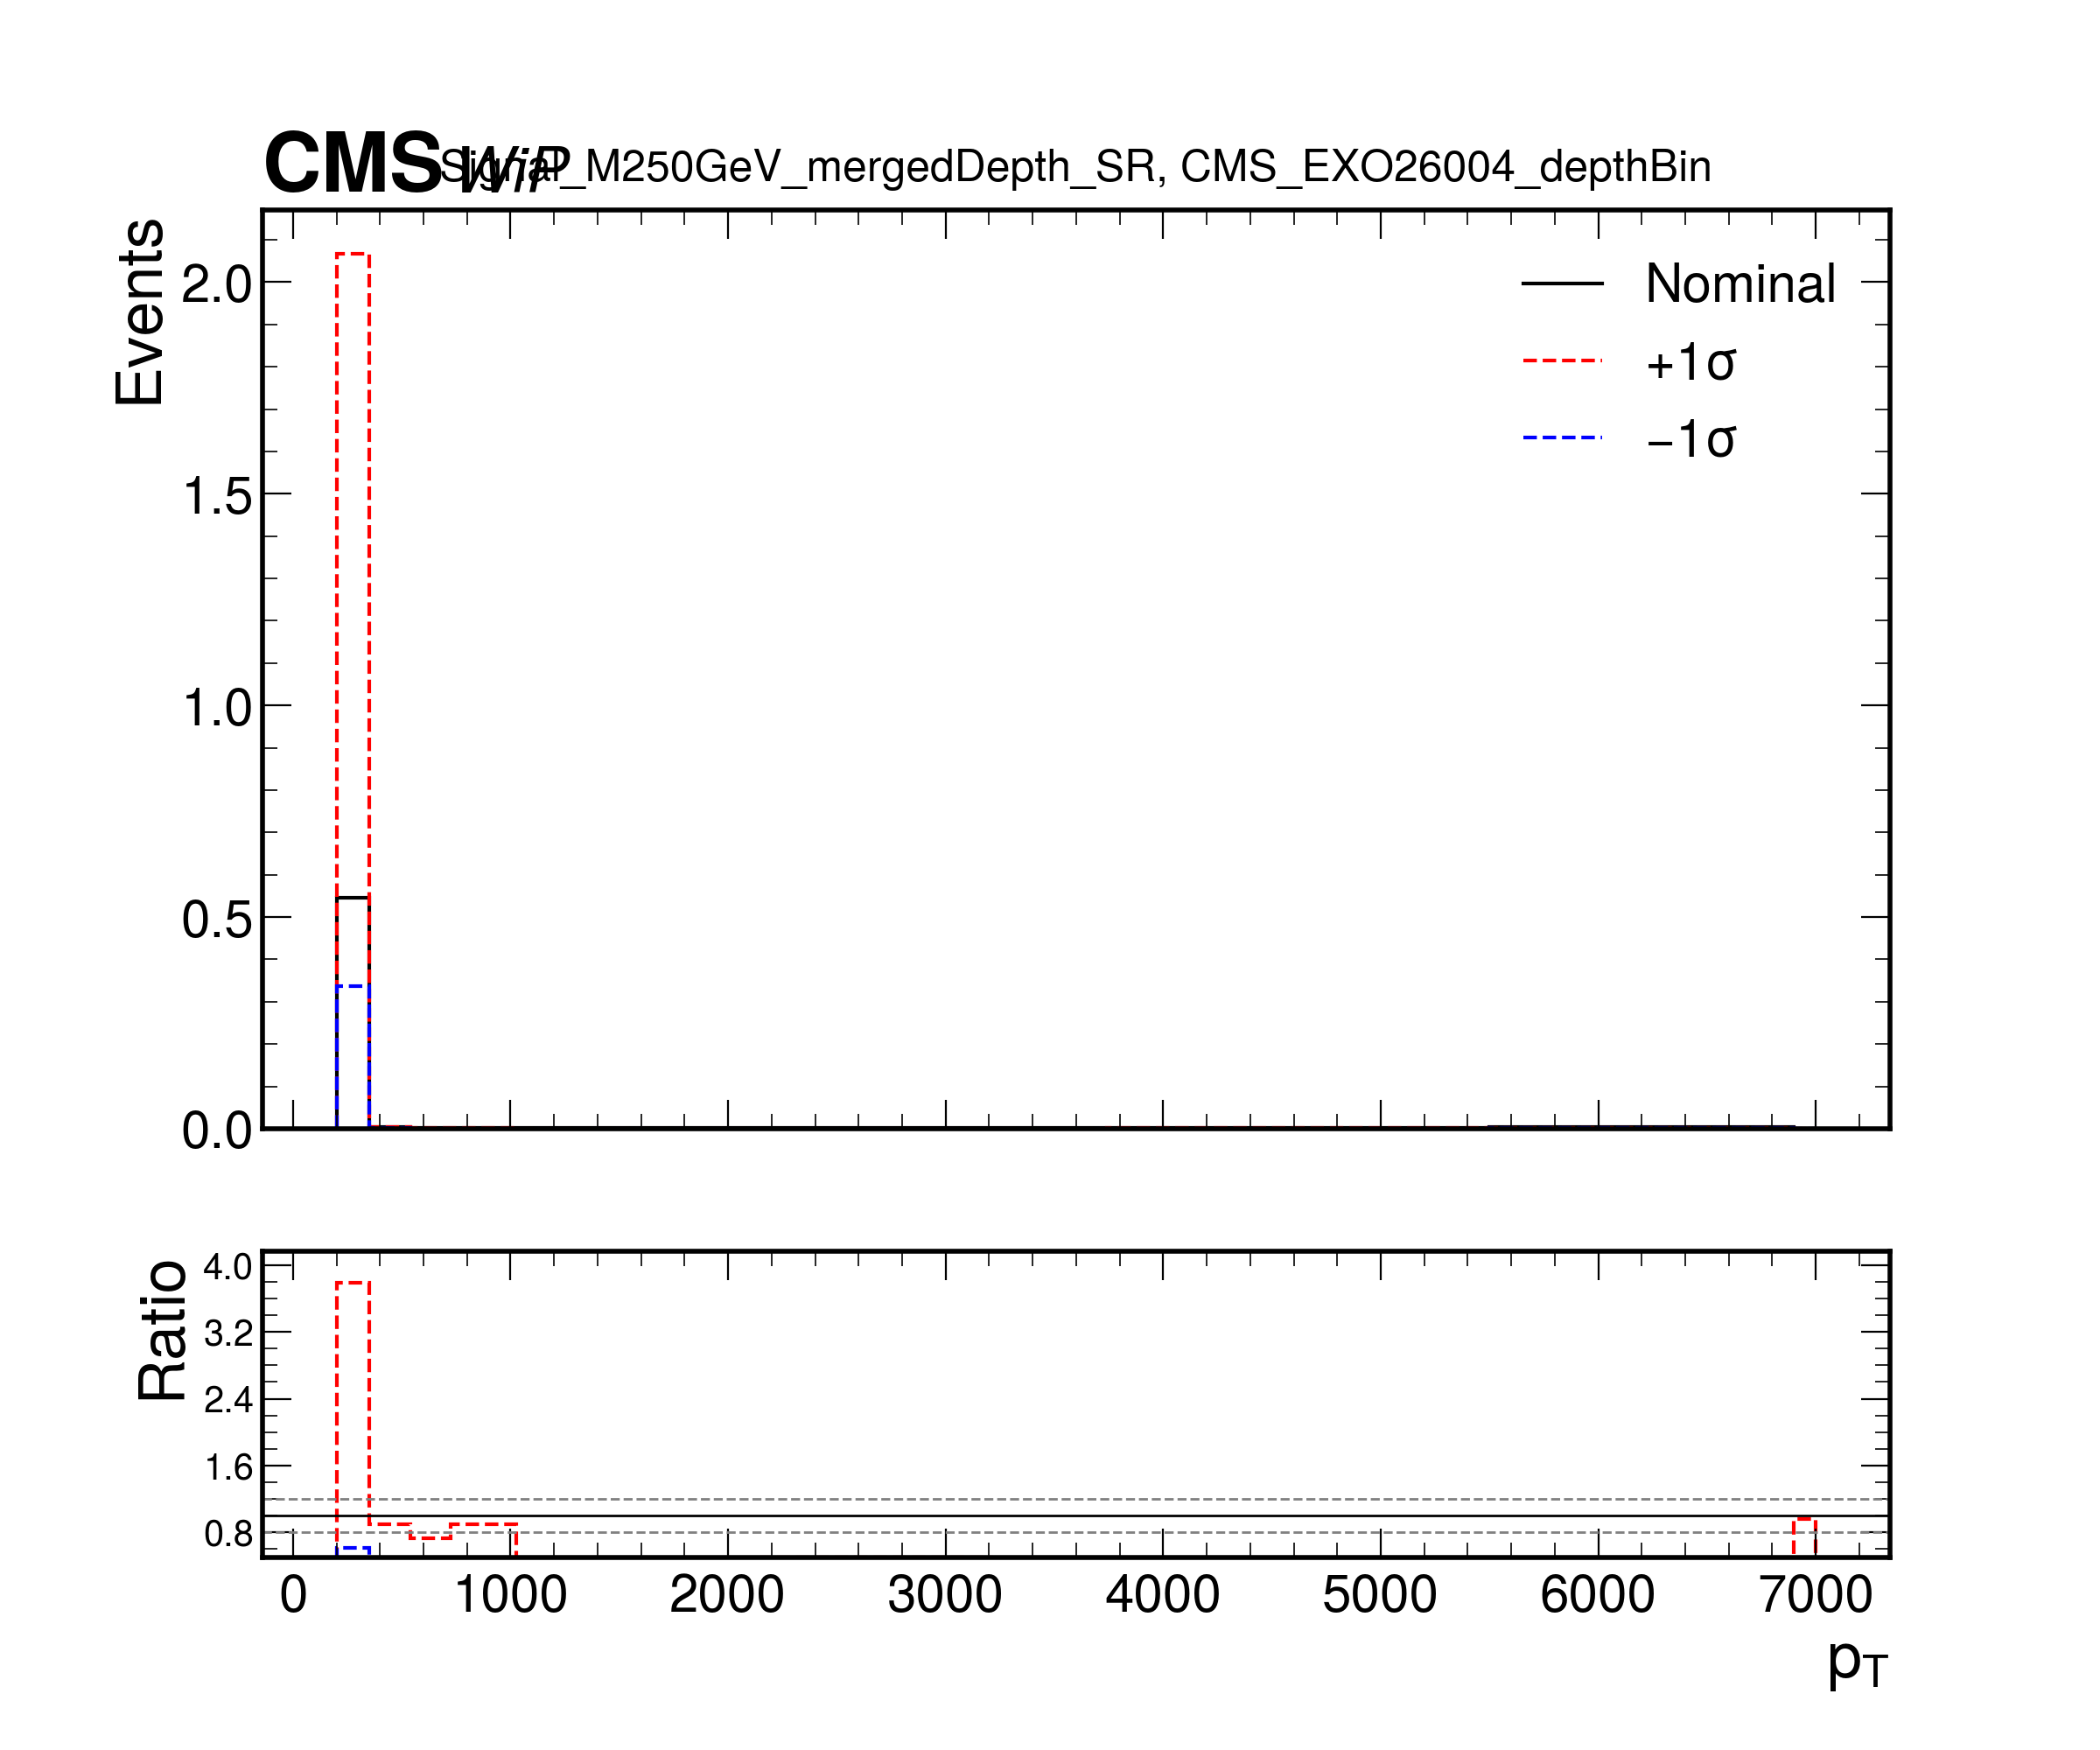 CMS WiP Signal_M250GeV_mergedDepth_SR, CMS_EXO26004_depthBin
Events
2.0
1.5
1.0
0.5
0.0
Nominal
+1σ
−1σ
Ratio
4.0
3.2
2.4
1.6
0.8
0 1000 2000 3000 4000 5000 6000 7000
pT